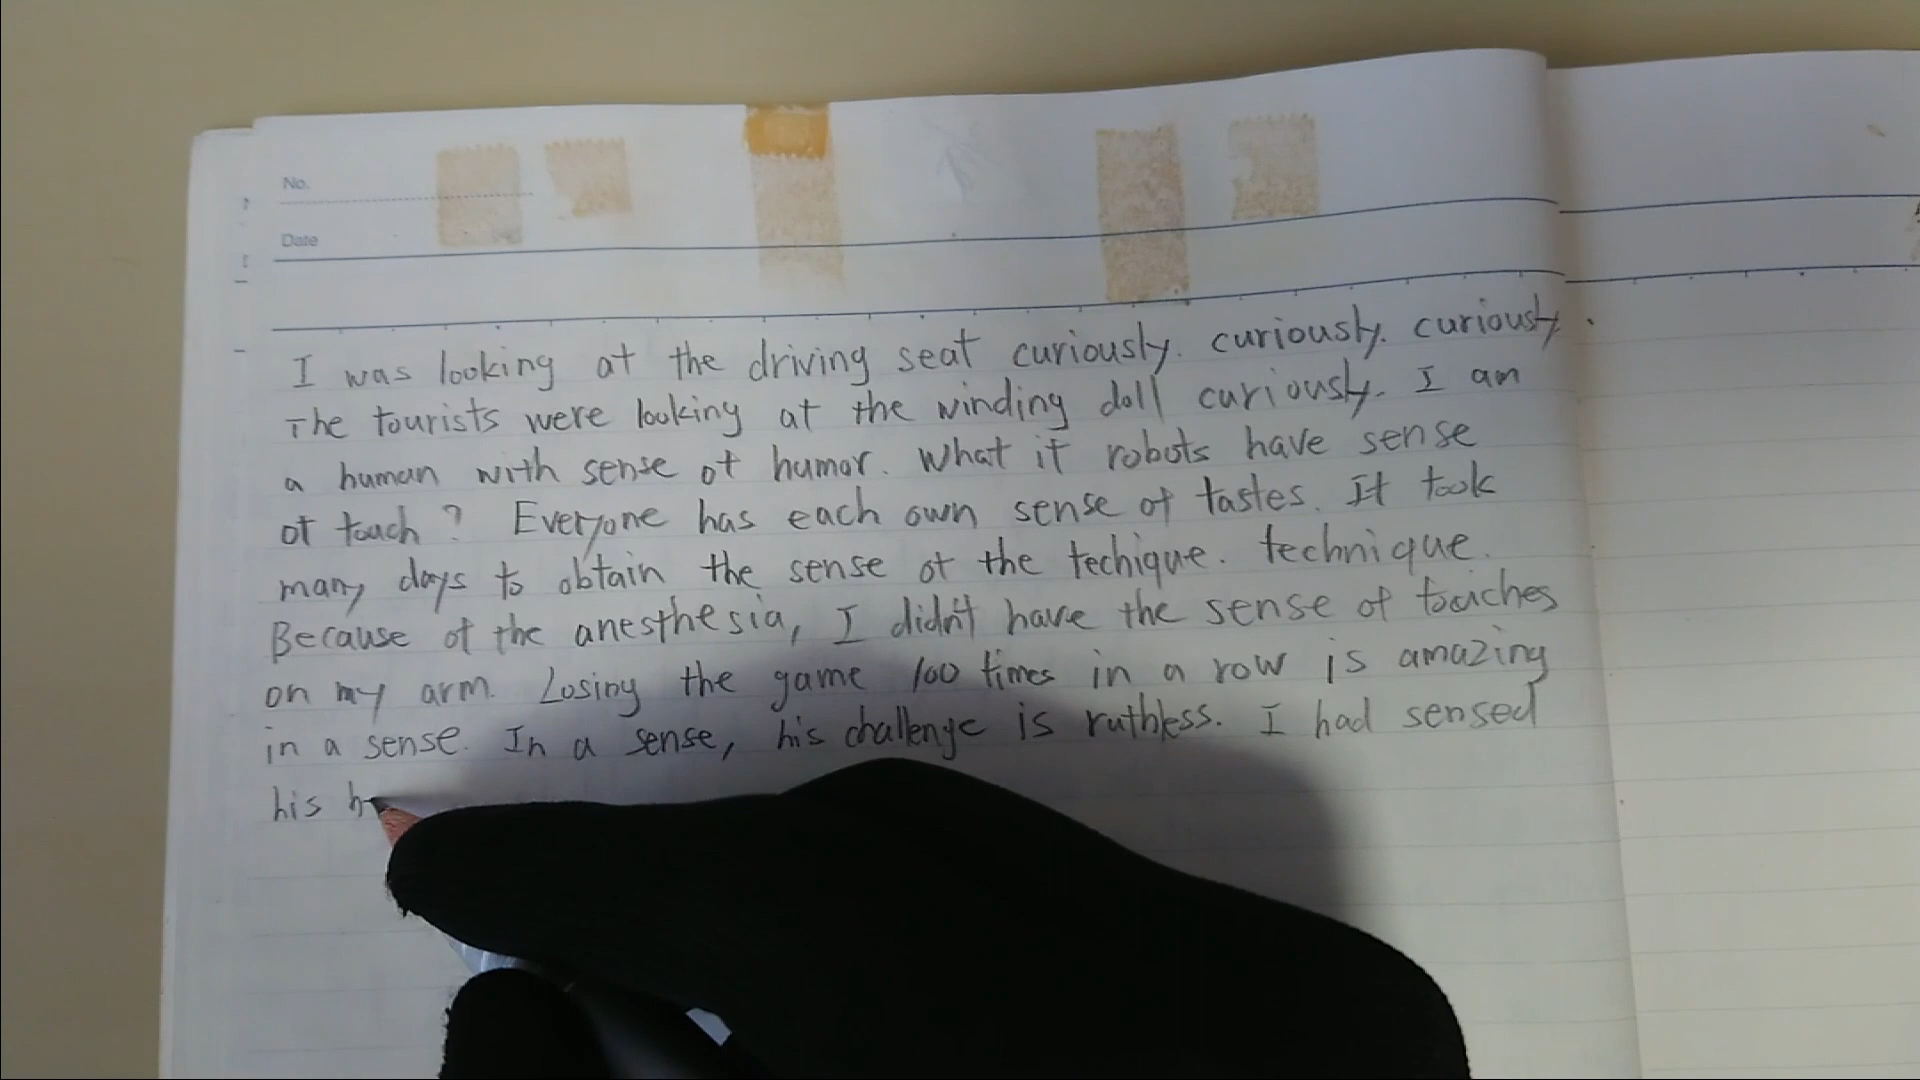 No.
Date
I was looking at the driving seat curiously. curiously. curiously.
The tourists were looking at the winding doll curiously. I am
a human with sense of humor. What if robots have sense
of touch? Everyone has each own sense of tastes. It took
many days to obtain the sense of the techique. technique.
Because of the anesthesia, I didn't have the sense of touches
on my arm. Losing the game 100 times in a row is amazing
in a sense. In a sense, his challenge is ruthless. I had sensed
his